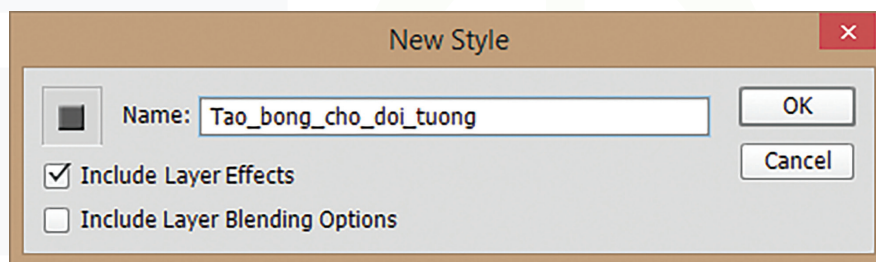 New Style
Name: Tao_bong_cho_doi_tuong
OK
Include Layer Effects
Cancel
Include Layer Blending Options